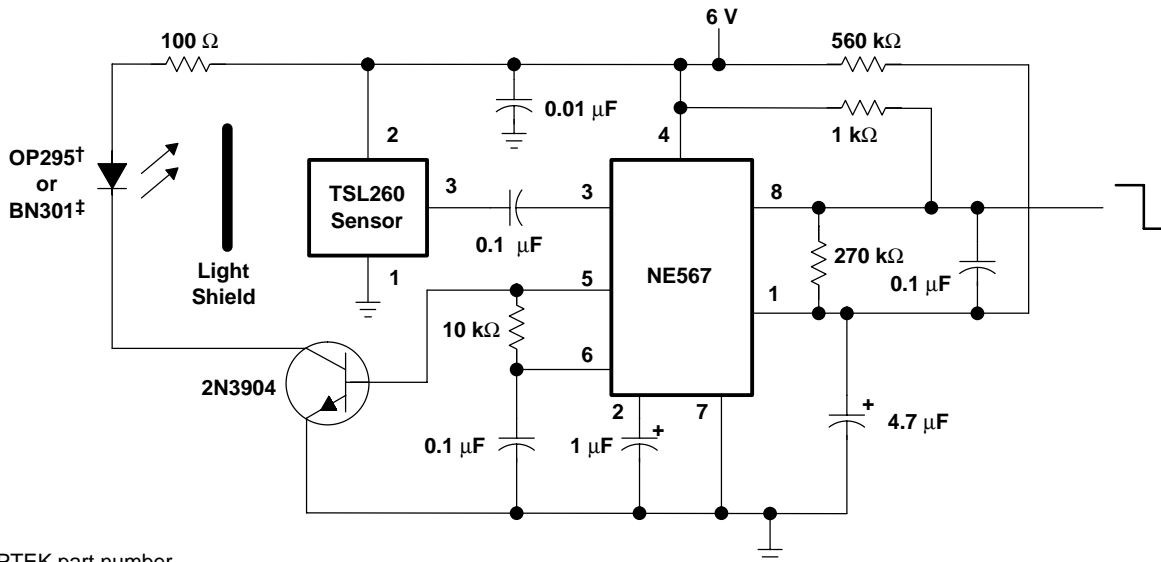 6 V
100 Ω
560 kΩ
0.01 µF
1 kΩ
2
4
OP295†
or
BN301‡
TSL260
Sensor
3
3
8
0.1 µF
270 kΩ
Light
Shield
1
5
NE567
1
0.1 µF
10 kΩ
6
2N3904
2
7
+
4.7 µF
0.1 µF
1 µF
+
part number